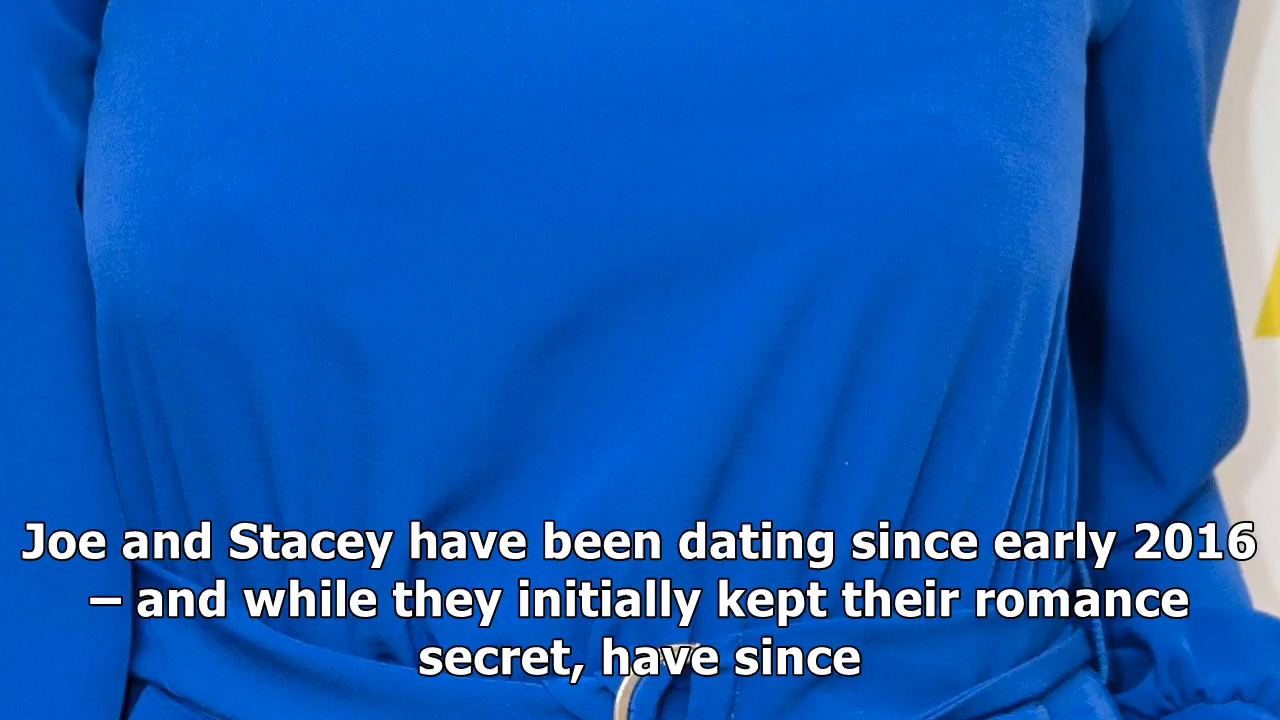 Joe and Stacey have been dating since early 2016
– and while they initially kept their romance
secret, have since